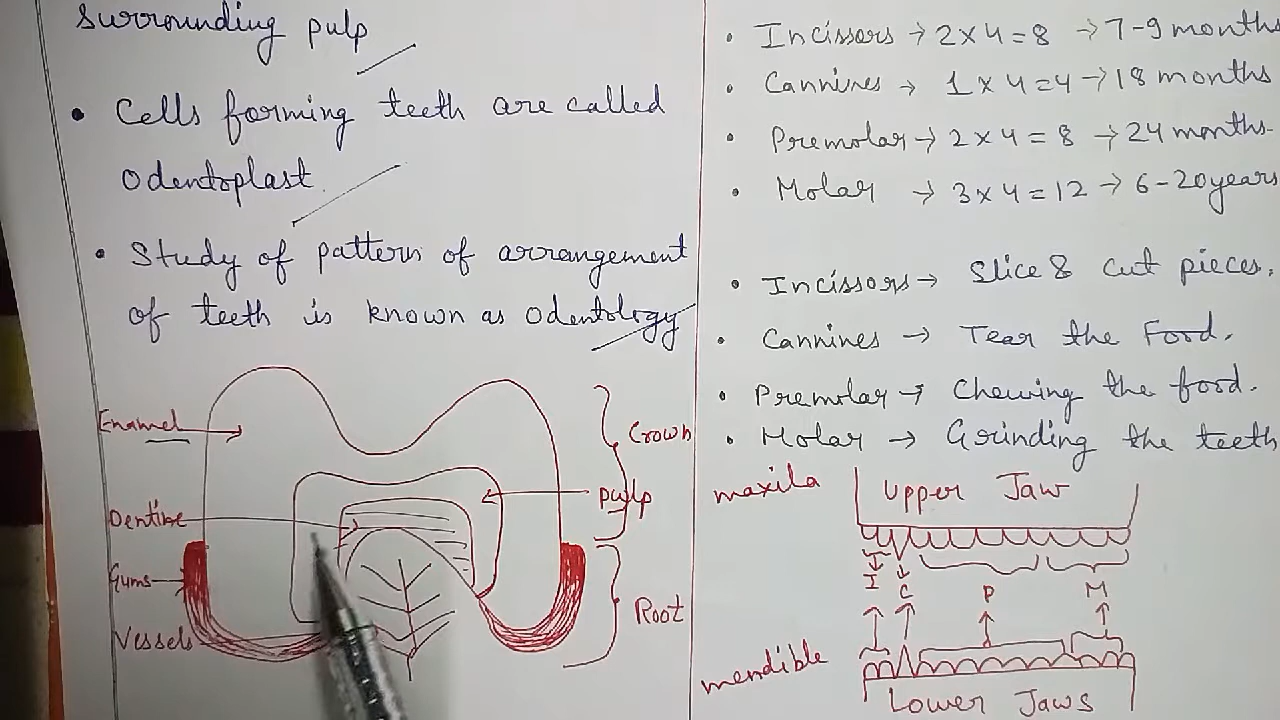 surrounding pulp
• Cells forming teeth are called
Odentoplast.
• Study of pattern of arrangement
of teeth is known as Odentology
Enamel
Dentine
Gums
Vessels
Crown
pulp
Root
• Incissors → 2 x 4 = 8 → 7-9 months
• Cannines → 1 x 4 = 4 → 18 months
• Premolar → 2 x 4 = 8 → 24 months
• Molar → 3 x 4 = 12 → 6-20 years
• Incissors → Slice & cut pieces.
• Cannines → Tear the Food.
• Premolar → Chewing the food.
• Molar → Grinding the teeth
maxila
Upper Jaw
I C P M
mendible
Lower Jaws